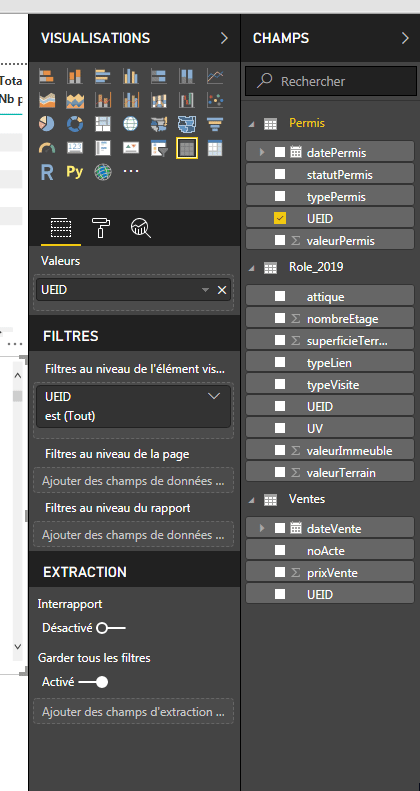 Tota
Nb p
VISUALISATIONS
R Py
Valeurs
UEID
FILTRES
Filtres au niveau de l'élément vis...
UEID
est (Tout)
Filtres au niveau de la page
Ajouter des champs de données ...
Filtres au niveau du rapport
Ajouter des champs de données ...
EXTRACTION
Interrapport
Désactivé
Garder tous les filtres
Activé
Ajouter des champs d'extraction ...
CHAMPS
Rechercher
Permis
datePermis
statutPermis
typePermis
UEID
valeurPermis
Role_2019
attique
nombreEtage
superficieTerr...
typeLien
typeVisite
UEID
UV
valeurImmeuble
valeurTerrain
Ventes
dateVente
noActe
prixVente
UEID